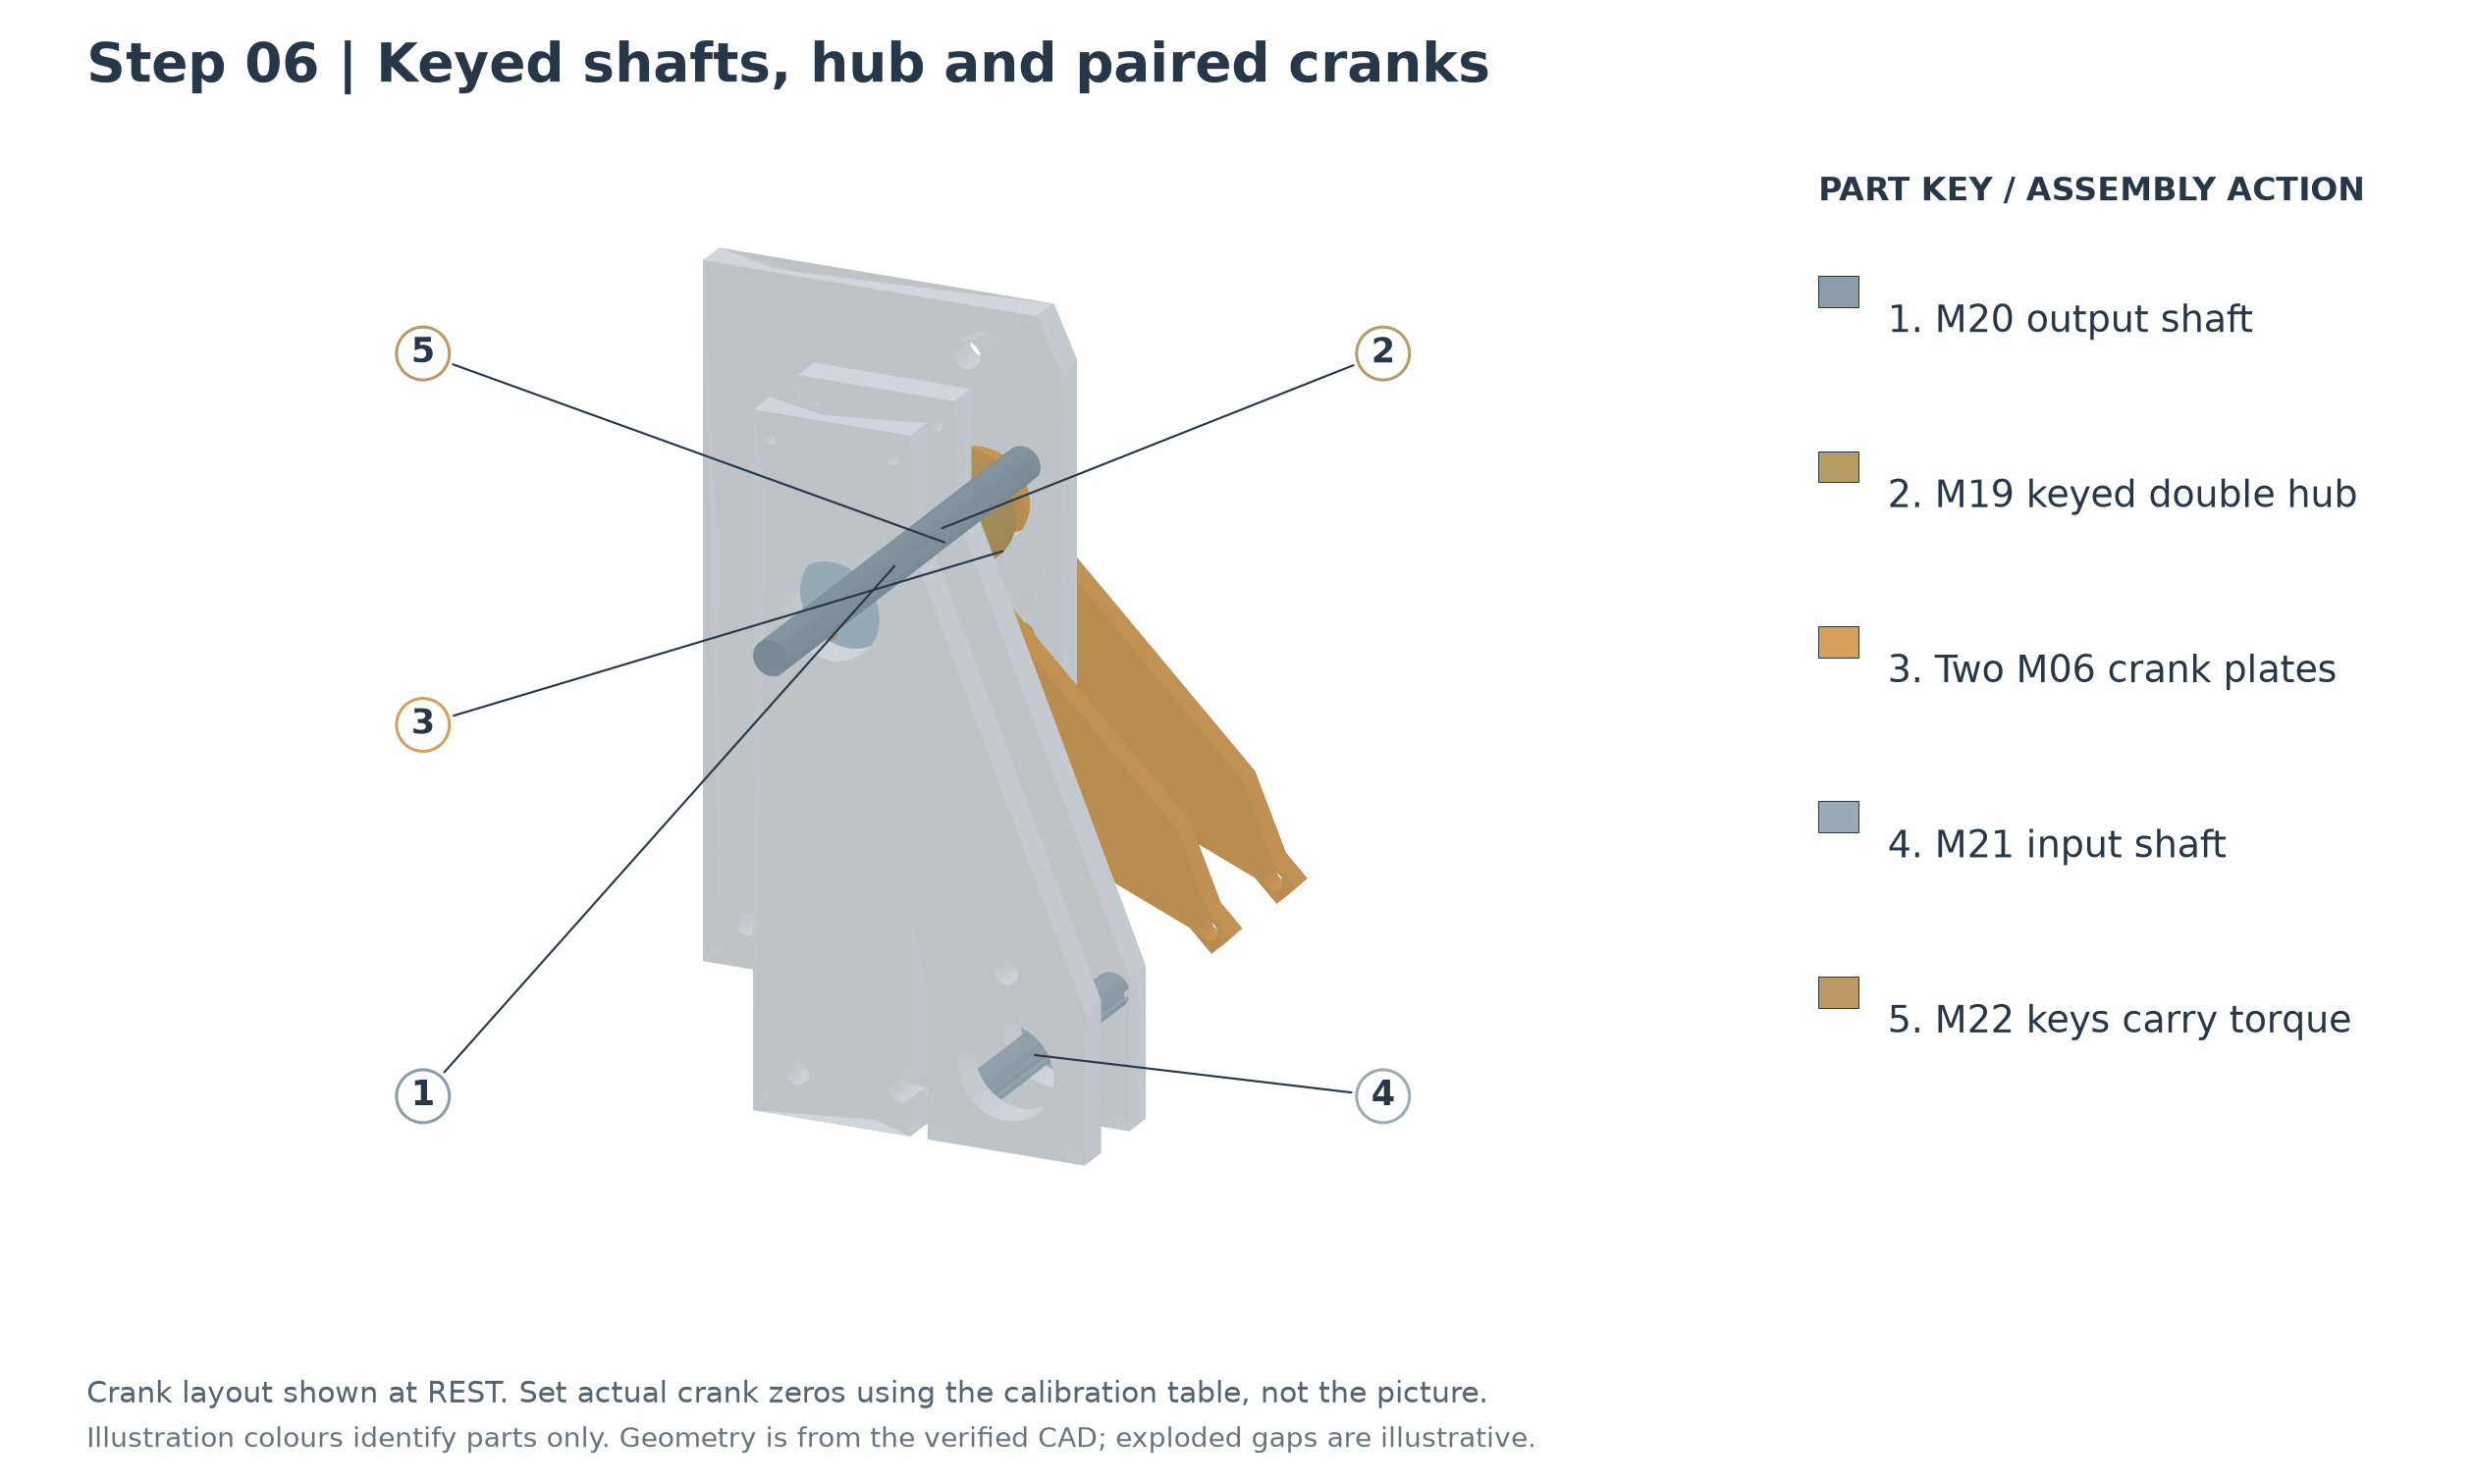 Step 06 | Keyed shafts, hub and paired cranks
PART KEY / ASSEMBLY ACTION
1. M20 output shaft
2. M19 keyed double hub
3. Two M06 crank plates
4. M21 input shaft
5. M22 keys carry torque
5
2
3
1
4
Crank layout shown at REST. Set actual crank zeros using the calibration table, not the picture.
Illustration colours identify parts only. Geometry is from the verified CAD; exploded gaps are illustrative.